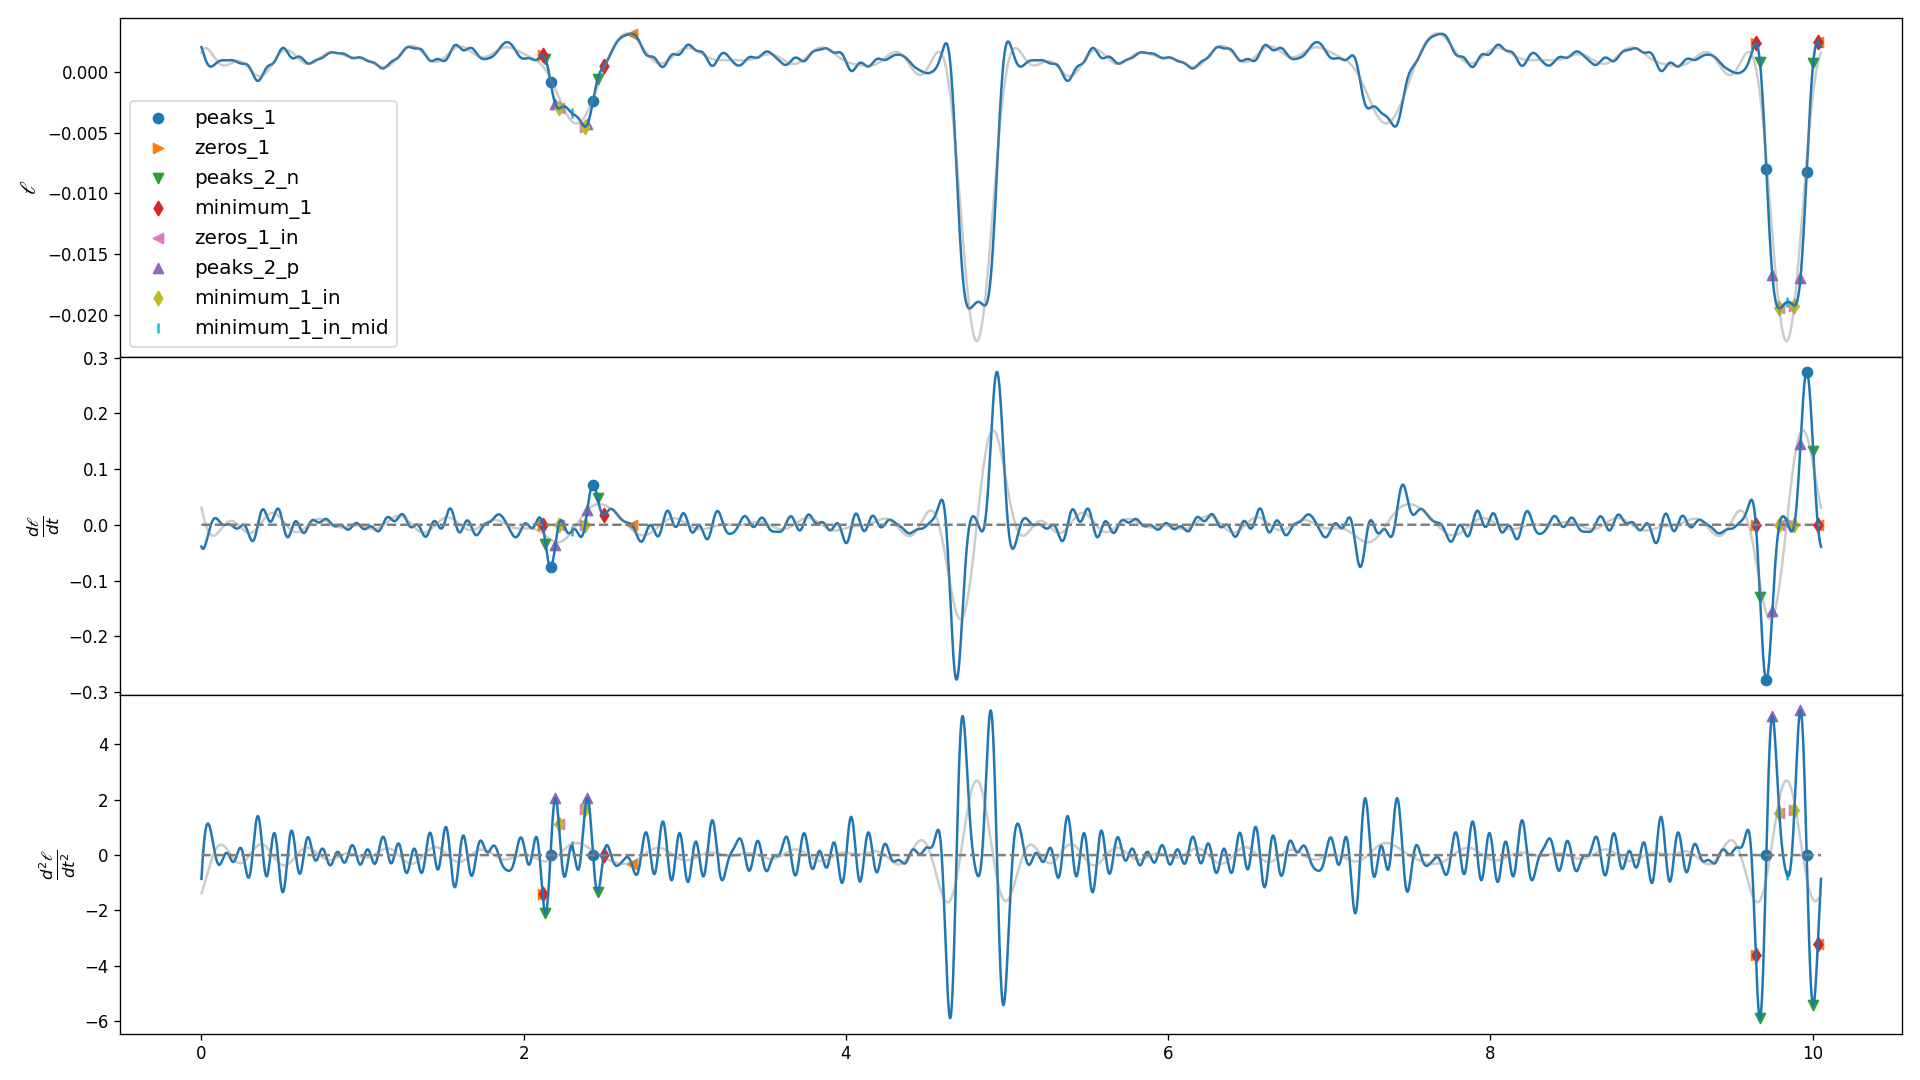 0.000
−0.005
−0.010
−0.015
−0.020
ℓ
peaks_1
zeros_1
peaks_2_n
minimum_1
zeros_1_in
peaks_2_p
minimum_1_in
minimum_1_in_mid
0.3
0.2
0.1
0.0
−0.1
−0.2
−0.3
dℓ
dt
4
2
0
−2
−4
−6
d²ℓ
dt²
0 2 4 6 8 10